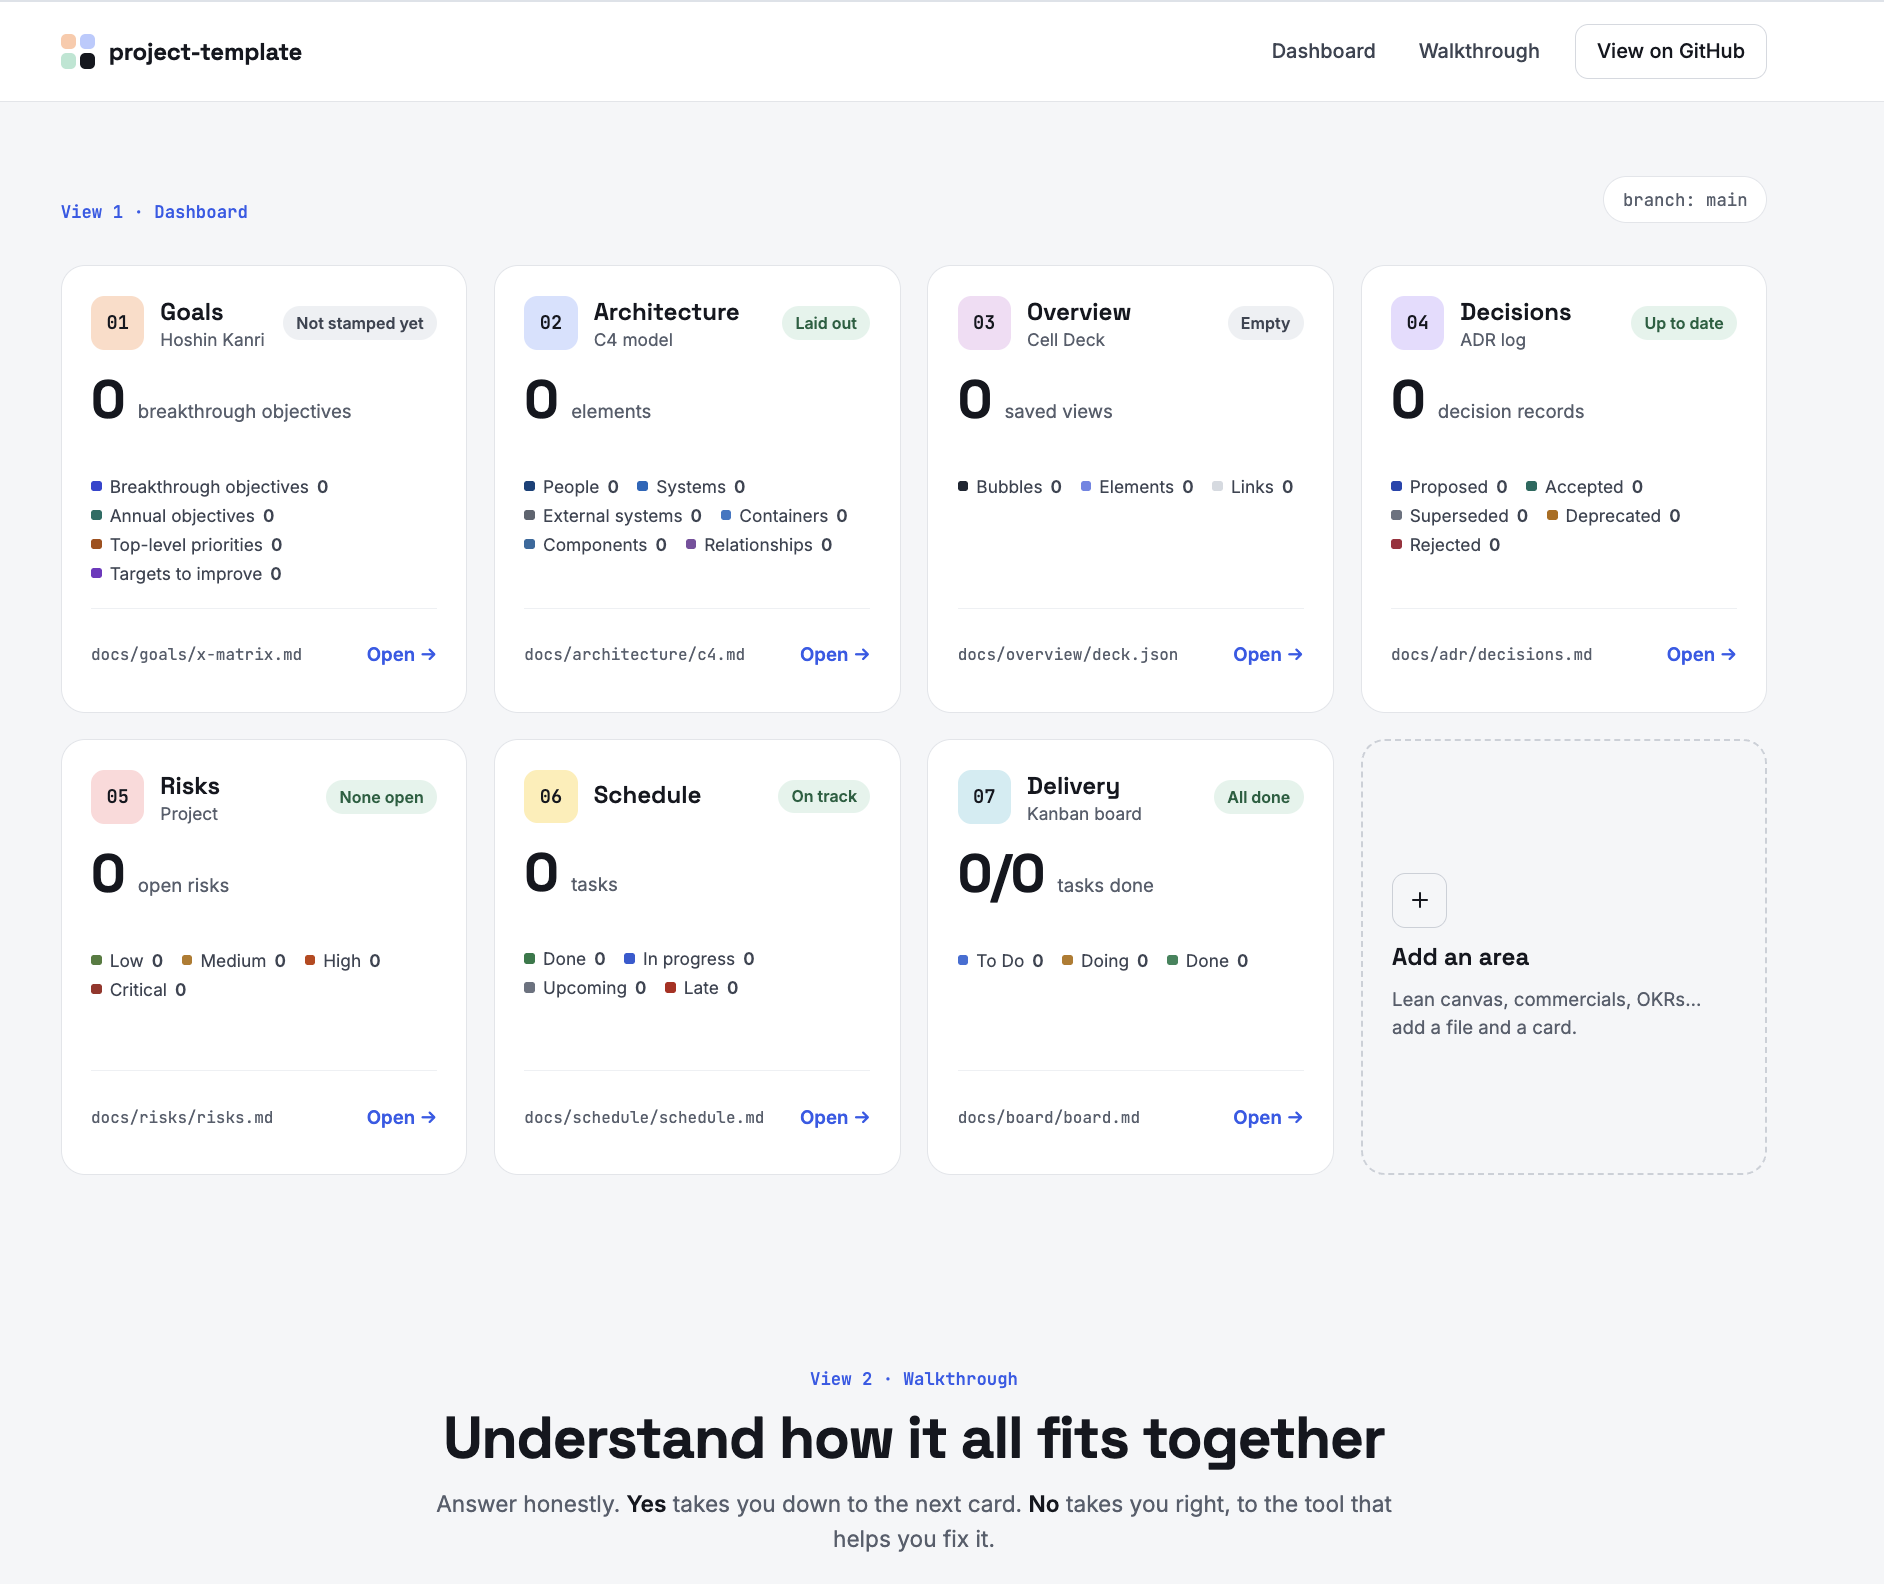 project-template
Dashboard
Walkthrough
View on GitHub
View 1 · Dashboard
branch: main
01
Goals
Hoshin Kanri
Not stamped yet
0 breakthrough objectives
Breakthrough objectives 0
Annual objectives 0
Top-level priorities 0
Targets to improve 0
docs/goals/x-matrix.md
Open →
02
Architecture
C4 model
Laid out
0 elements
People 0 Systems 0
External systems 0 Containers 0
Components 0 Relationships 0
docs/architecture/c4.md
Open →
03
Overview
Cell Deck
Empty
0 saved views
Bubbles 0 Elements 0 Links 0
docs/overview/deck.json
Open →
04
Decisions
ADR log
Up to date
0 decision records
Proposed 0 Accepted 0
Superseded 0 Deprecated 0
Rejected 0
docs/adr/decisions.md
Open →
05
Risks
Project
None open
0 open risks
Low 0 Medium 0 High 0
Critical 0
docs/risks/risks.md
Open →
06
Schedule
On track
0 tasks
Done 0 In progress 0
Upcoming 0 Late 0
docs/schedule/schedule.md
Open →
07
Delivery
Kanban board
All done
0/0 tasks done
To Do 0 Doing 0 Done 0
docs/board/board.md
Open →
+
Add an area
Lean canvas, commercials, OKRs...
add a file and a card.
View 2 · Walkthrough
Understand how it all fits together
Answer honestly. Yes takes you down to the next card. No takes you right, to the tool that
helps you fix it.